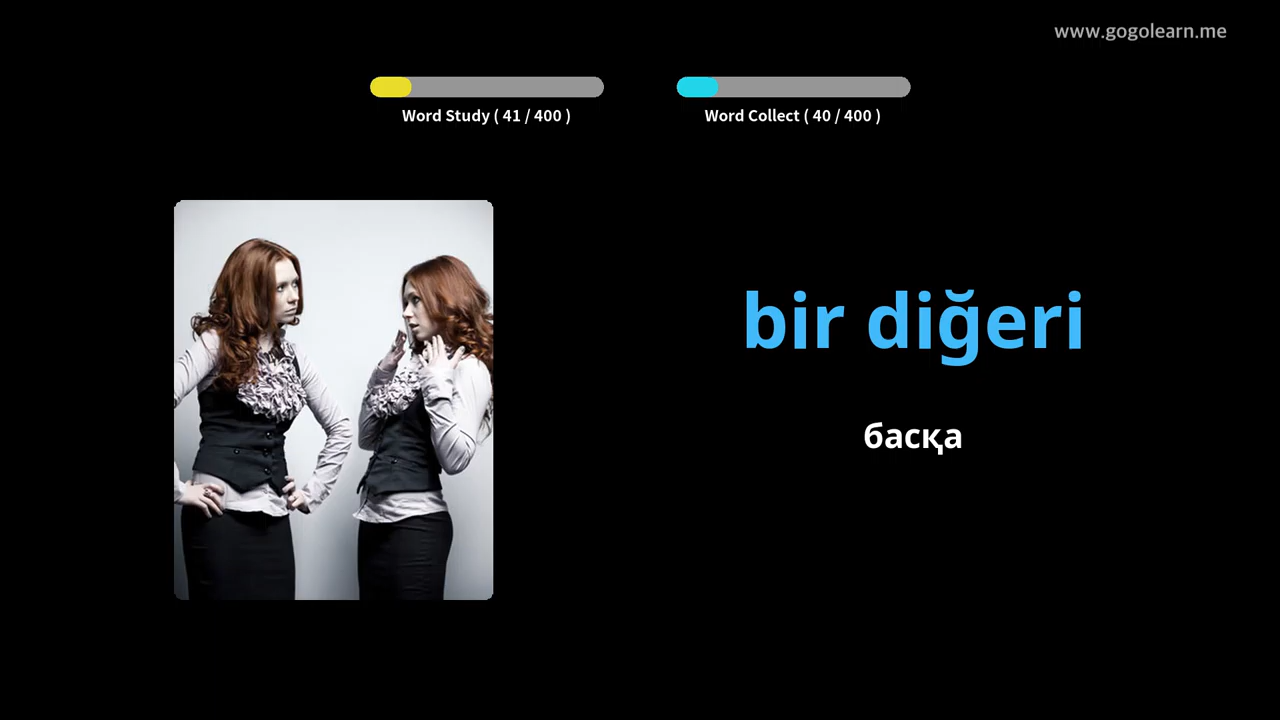 www.gogolearn.me
Word Study ( 41 / 400 )
Word Collect ( 40 / 400 )
bir diğeri
басқа